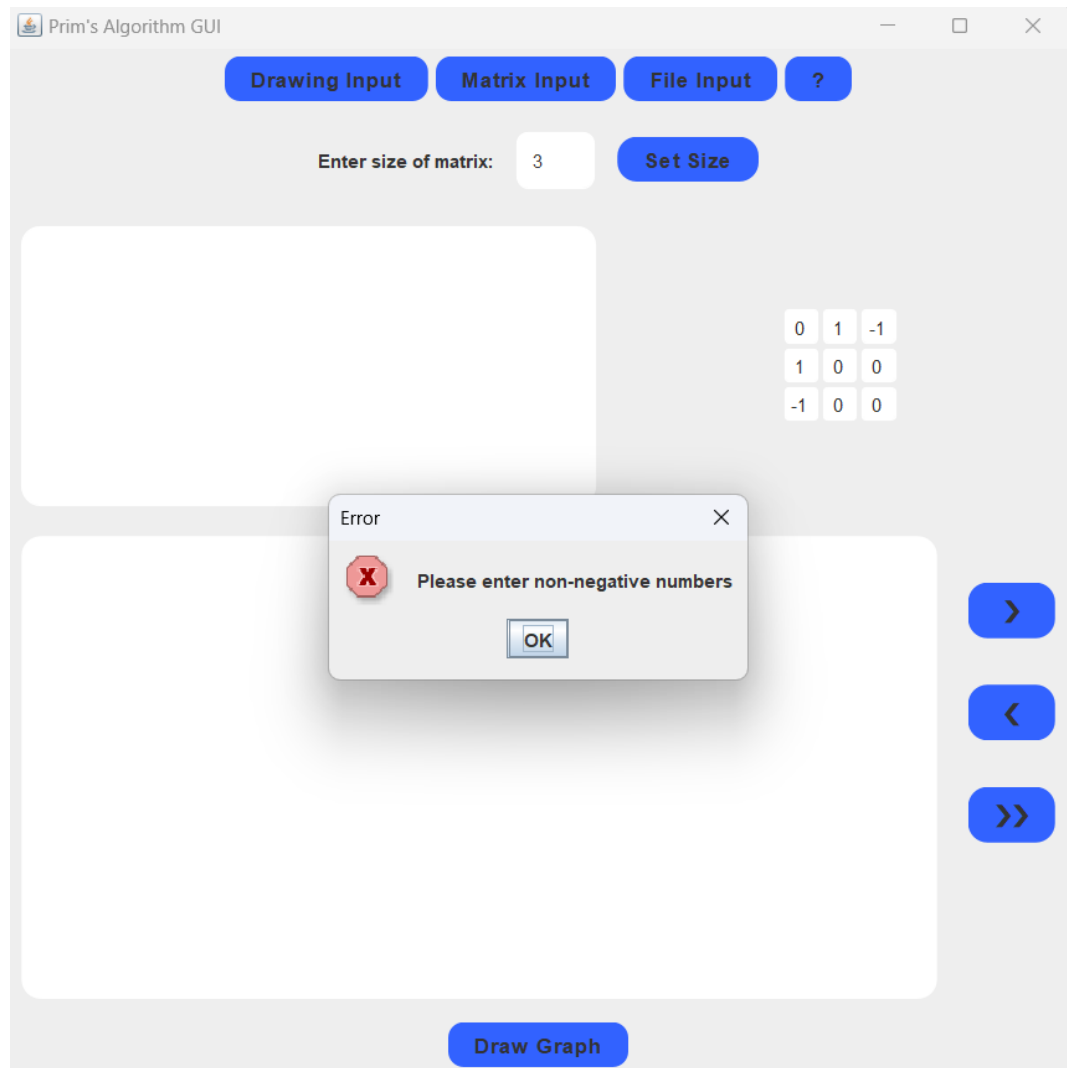 Prim's Algorithm GUI
Drawing Input Matrix Input File Input ?
Enter size of matrix: 3 Set Size
0 1 -1
1 0 0
-1 0 0
Error
X
Please enter non-negative numbers
OK
❯
❮
❯❯
Draw Graph